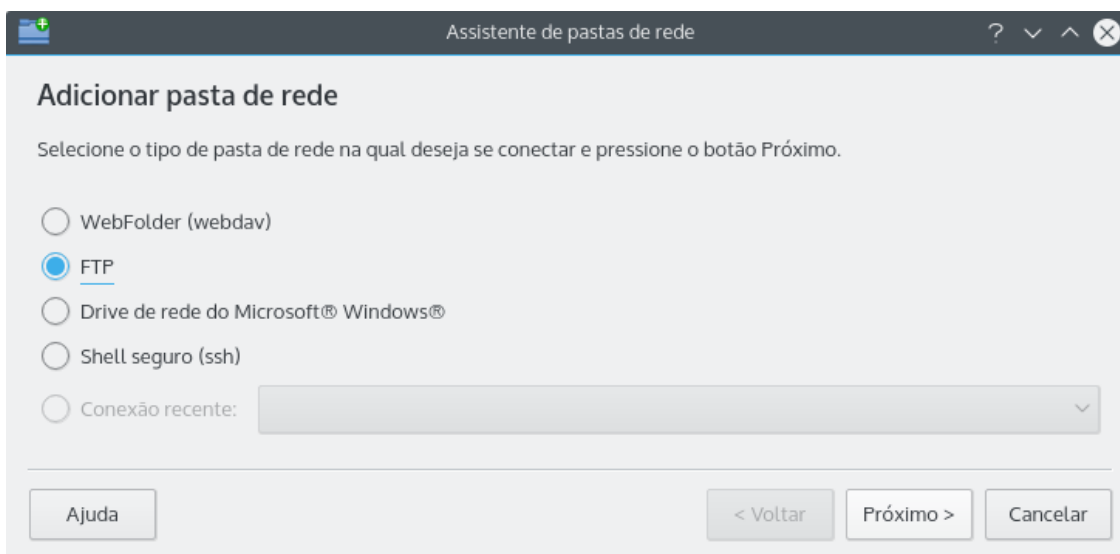 Assistente de pastas de rede
?
Adicionar pasta de rede
Selecione o tipo de pasta de rede na qual deseja se conectar e pressione o botão Próximo.
WebFolder (webdav)
FTP
Drive de rede do Microsoft® Windows®
Shell seguro (ssh)
Conexão recente:
Ajuda
< Voltar
Próximo >
Cancelar